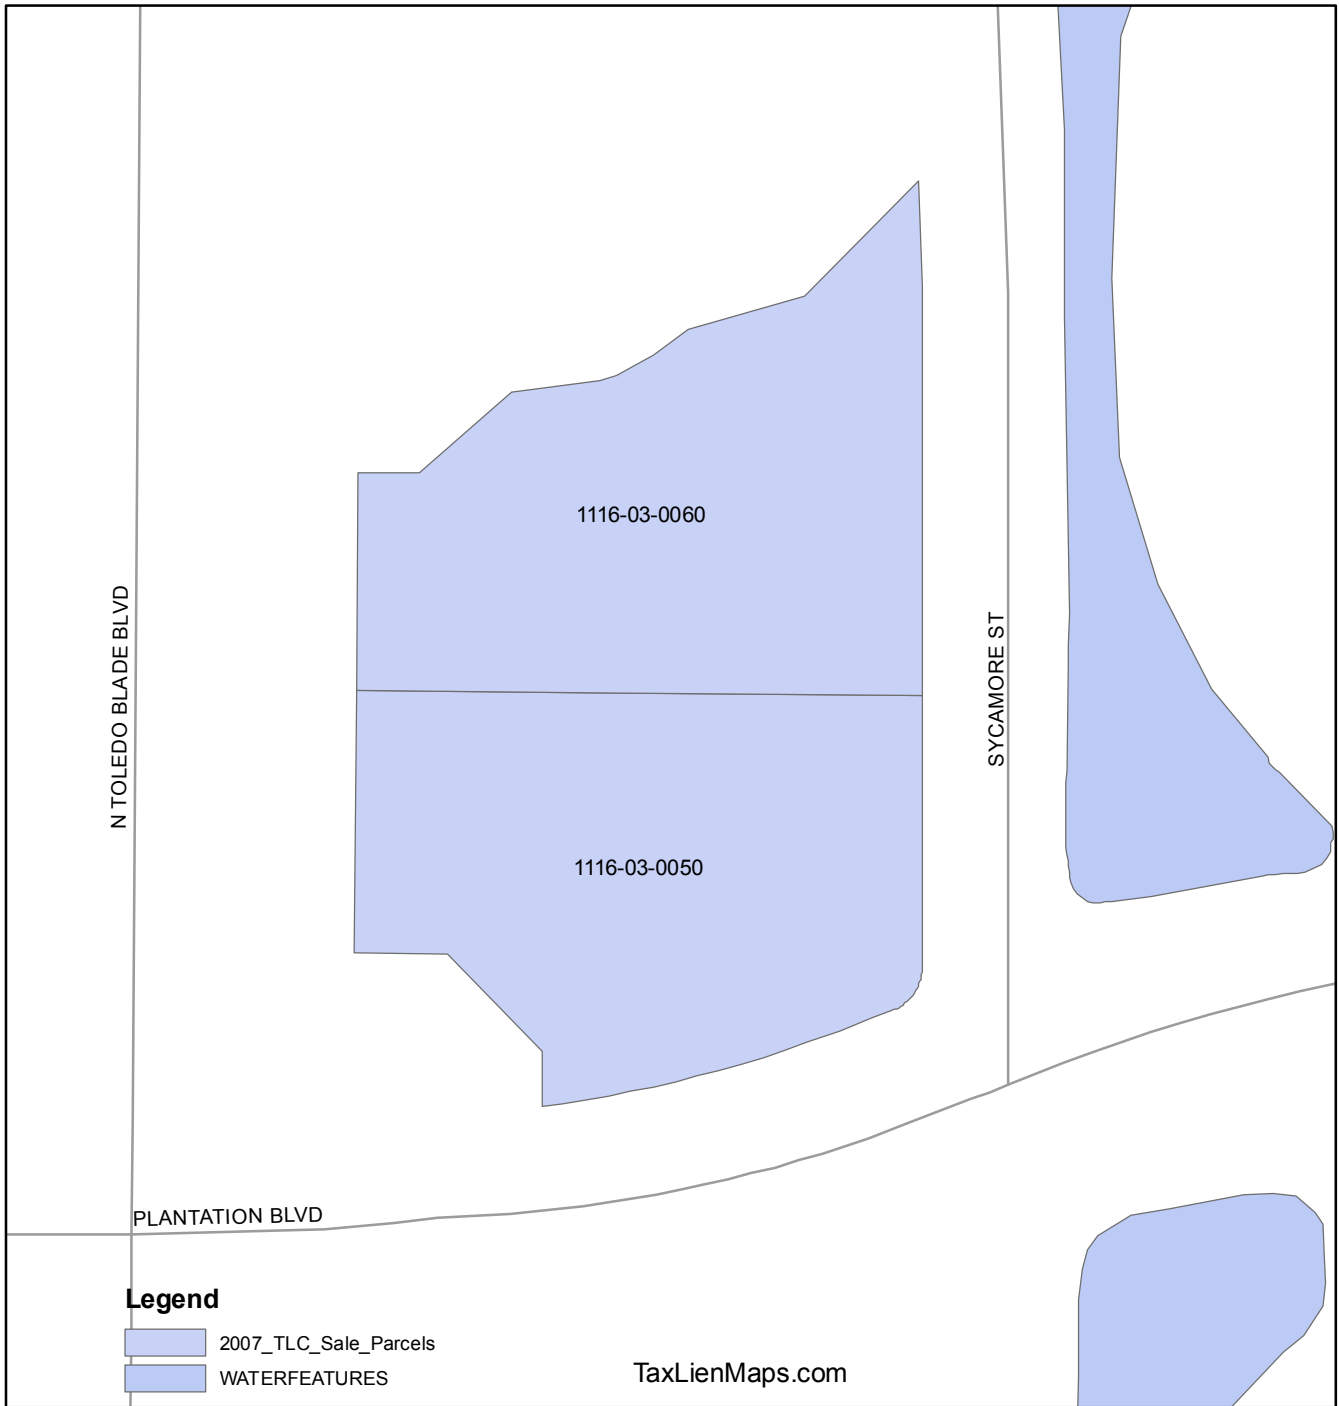 1116-03-0060
N TOLEDO BLADE BLVD
SYCAMORE ST
1116-03-0050
PLANTATION BLVD
Legend
2007_TLC_Sale_Parcels
WATERFEATURES
TaxLienMaps.com